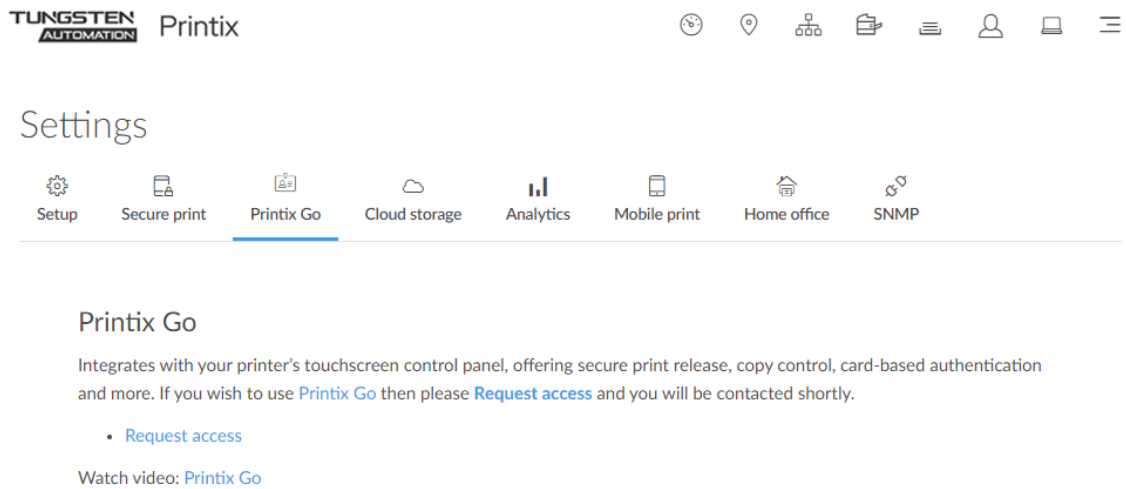 TUNGSTEN
AUTOMATION
Printix
Settings
Setup
Secure print
Printix Go
Cloud storage
Analytics
Mobile print
Home office
SNMP
Printix Go
Integrates with your printer's touchscreen control panel, offering secure print release, copy control, card-based authentication
and more. If you wish to use Printix Go then please Request access and you will be contacted shortly.
• Request access
Watch video: Printix Go